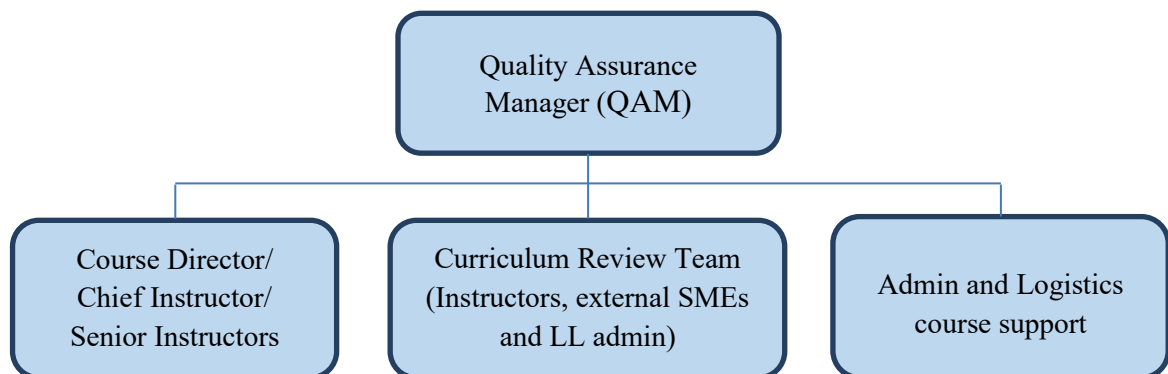 Quality Assurance
Manager (QAM)
Course Director/
Chief Instructor/
Senior Instructors
Curriculum Review Team
(Instructors, external SMEs
and LL admin)
Admin and Logistics
course support